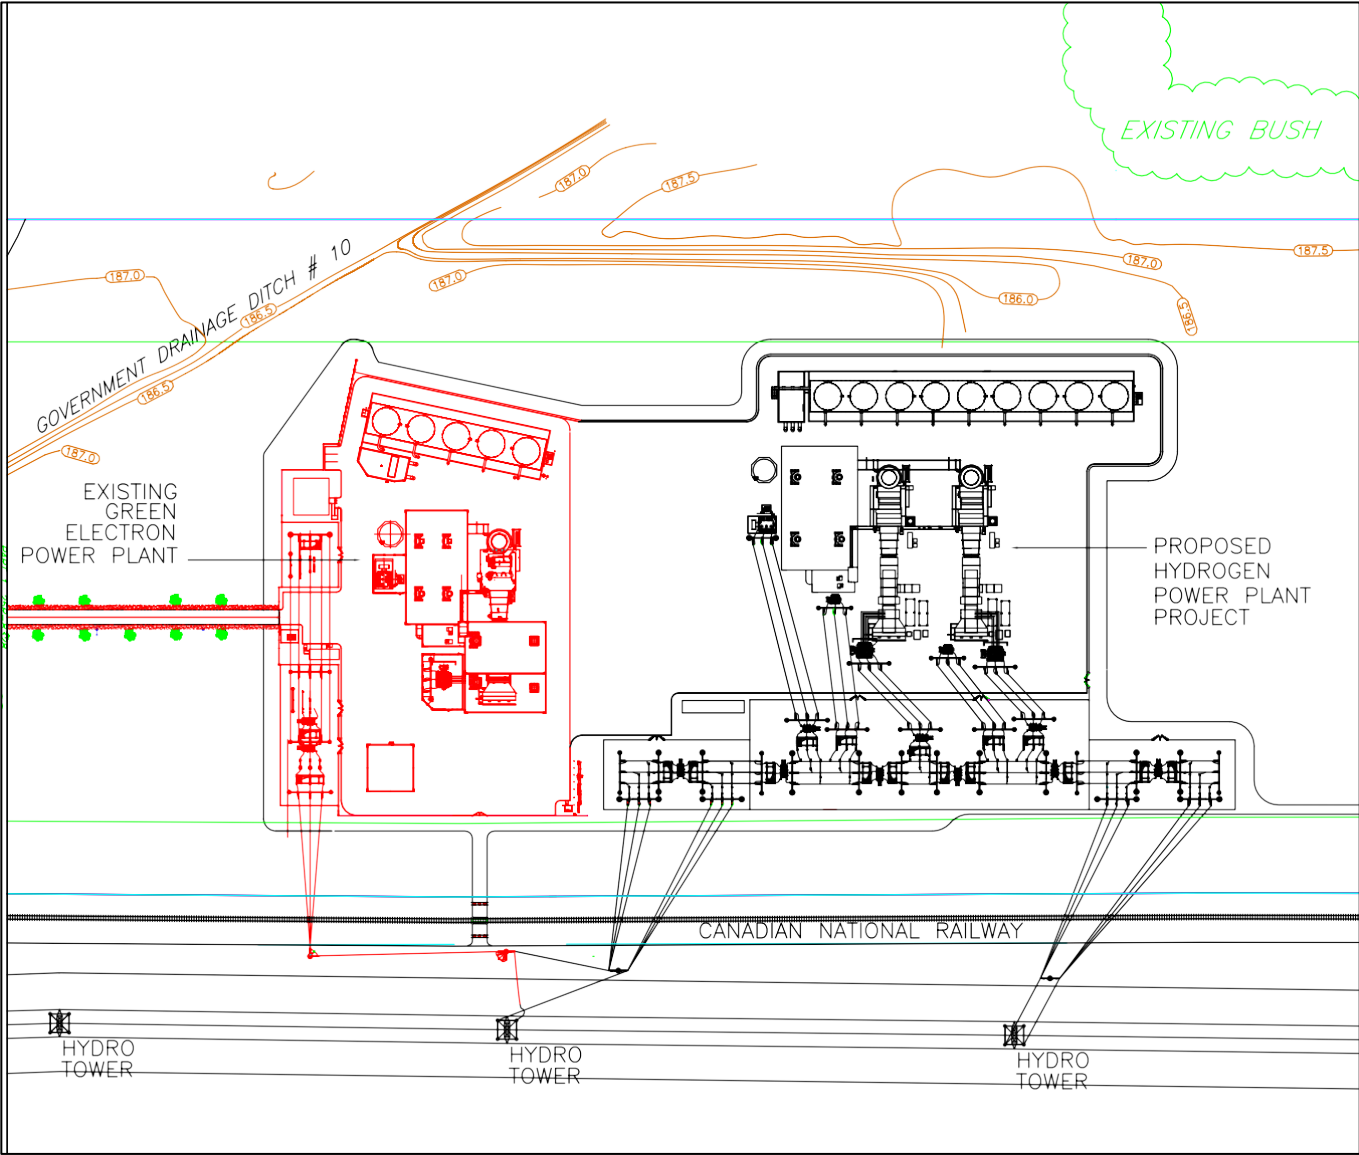 EXISTING BUSH
187.0
187.5
187.5
187.0
187.0
187.0
186.0
186.5
GOVERNMENT DRAINAGE DITCH # 10
186.5
186.5
187.0
EXISTING
GREEN
ELECTRON
POWER PLANT
PROPOSED
HYDROGEN
POWER PLANT
PROJECT
CANADIAN NATIONAL RAILWAY
HYDRO
TOWER
HYDRO
TOWER
HYDRO
TOWER